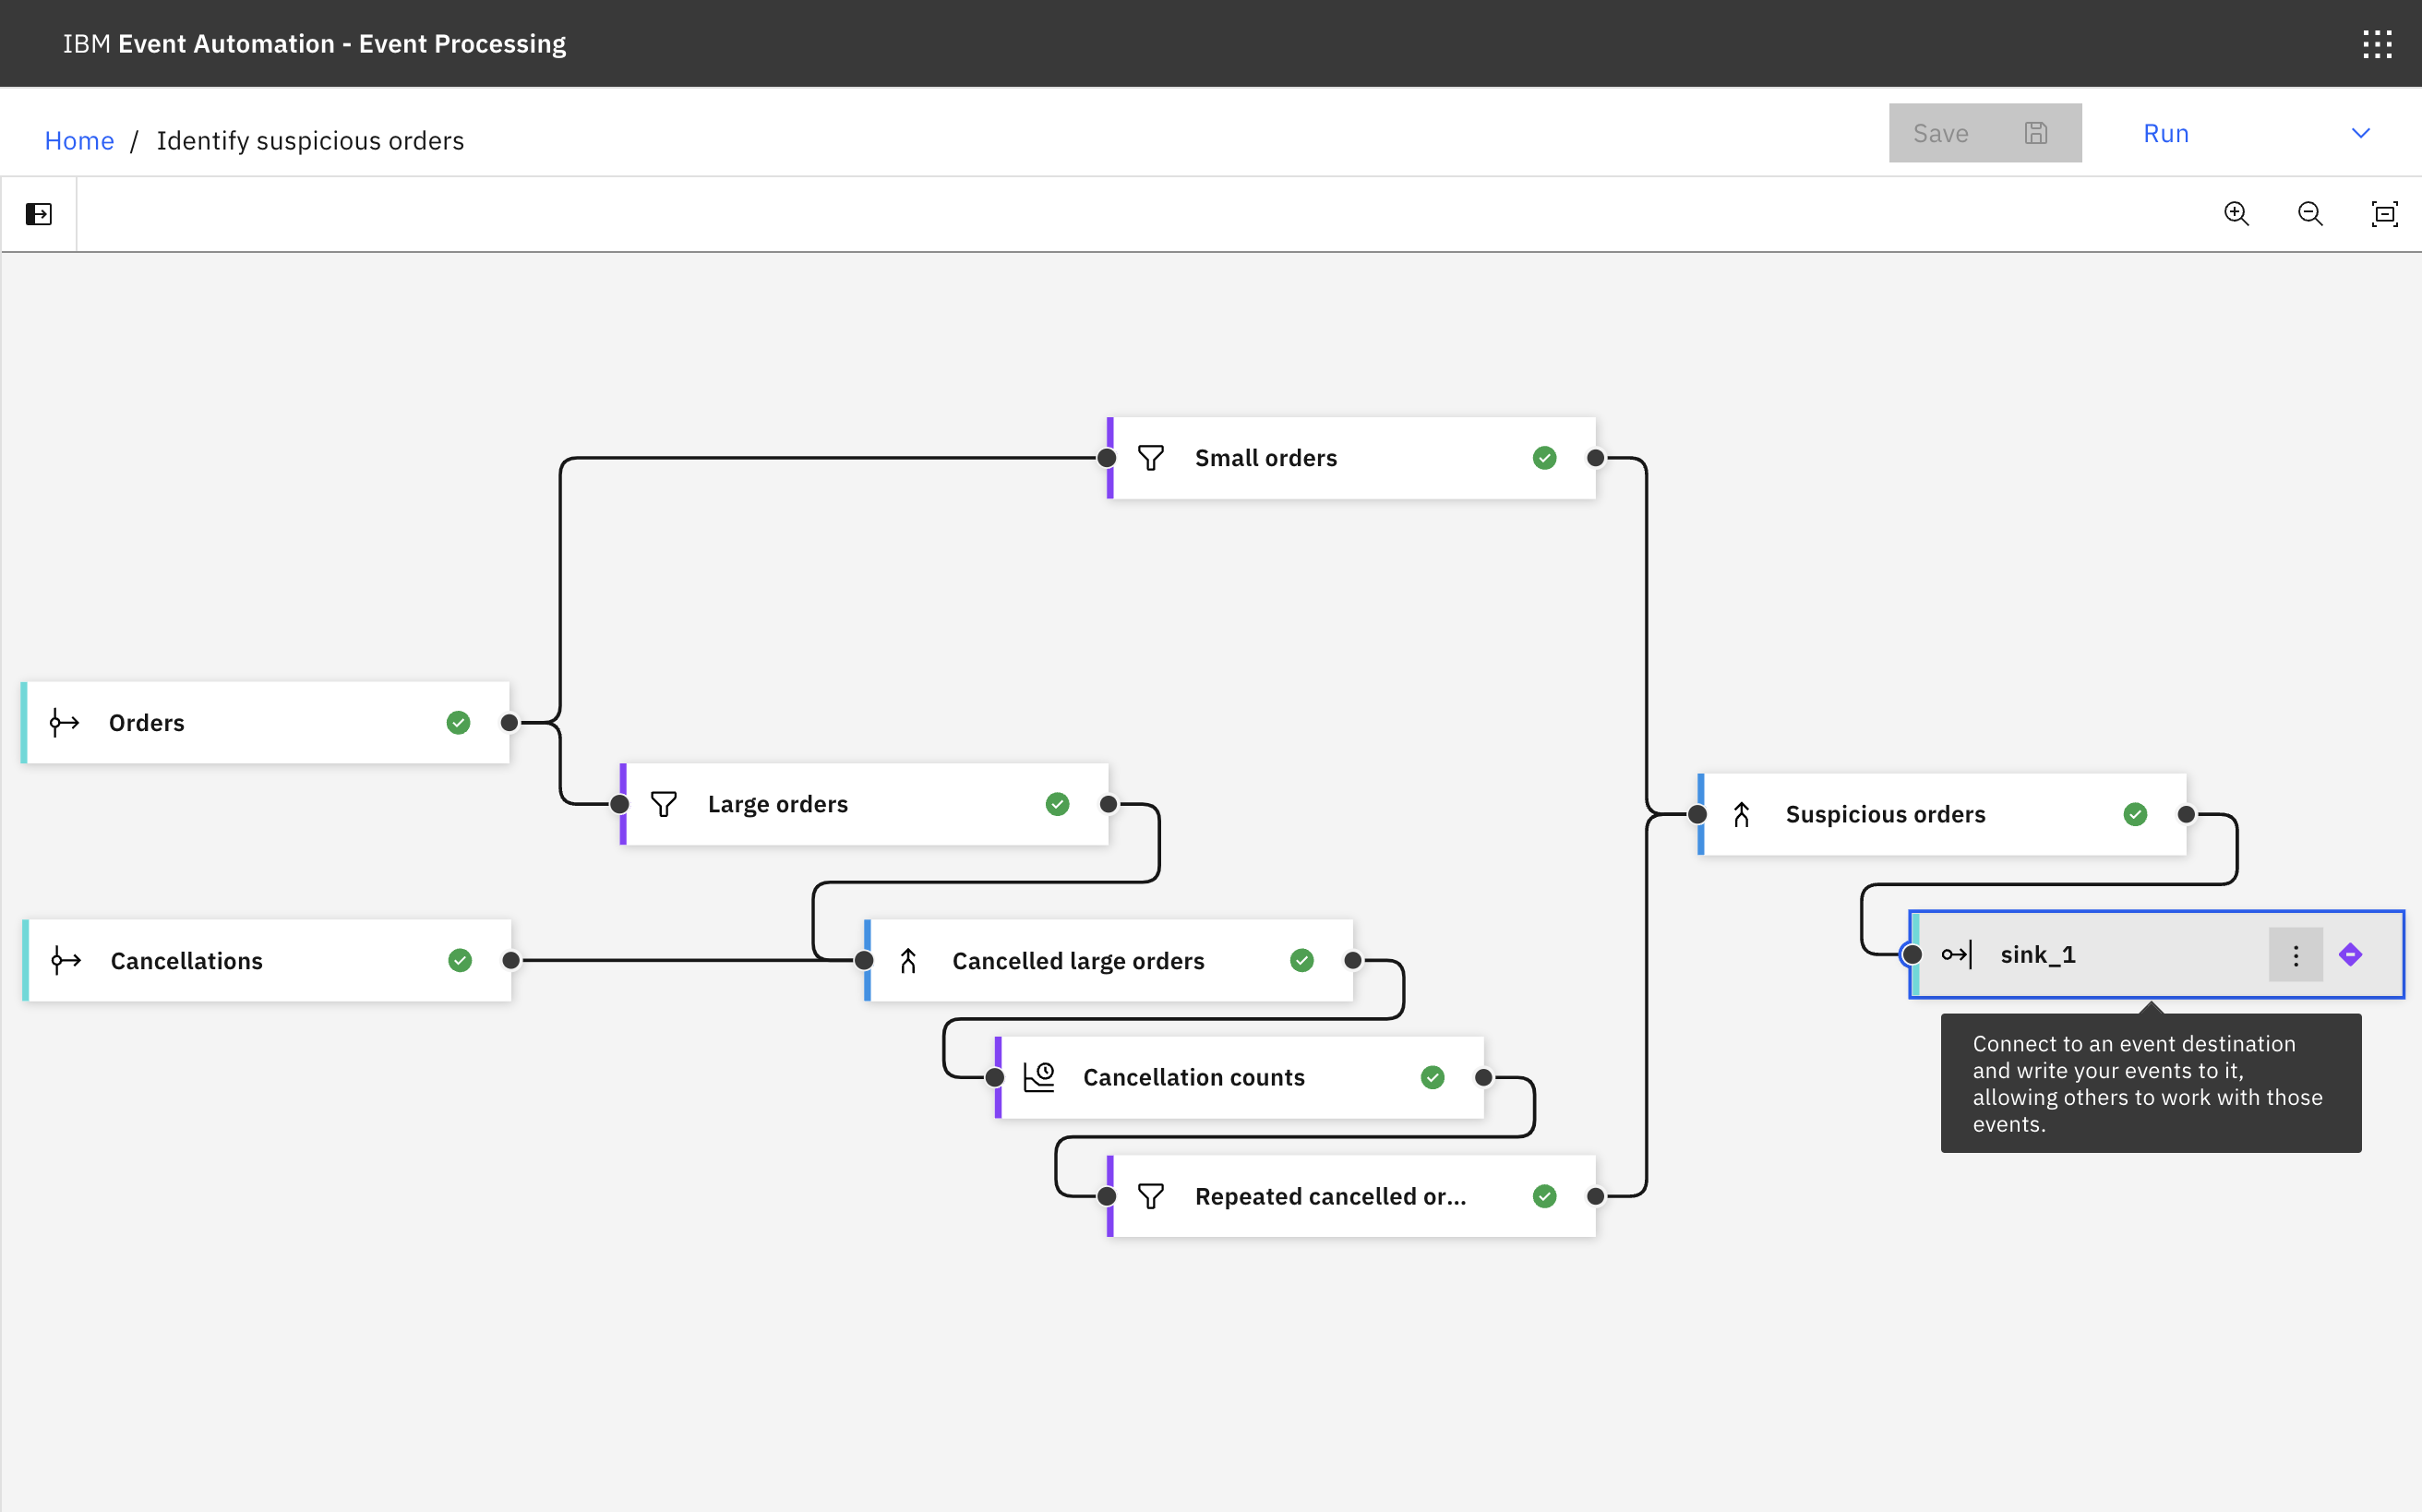 IBM Event Automation - Event Processing
Home / Identify suspicious orders
Save
Run
Small orders
Orders
Large orders
Suspicious orders
Cancellations
Cancelled large orders
sink_1
Connect to an event destination
and write your events to it,
allowing others to work with those
events.
Cancellation counts
Repeated cancelled or...